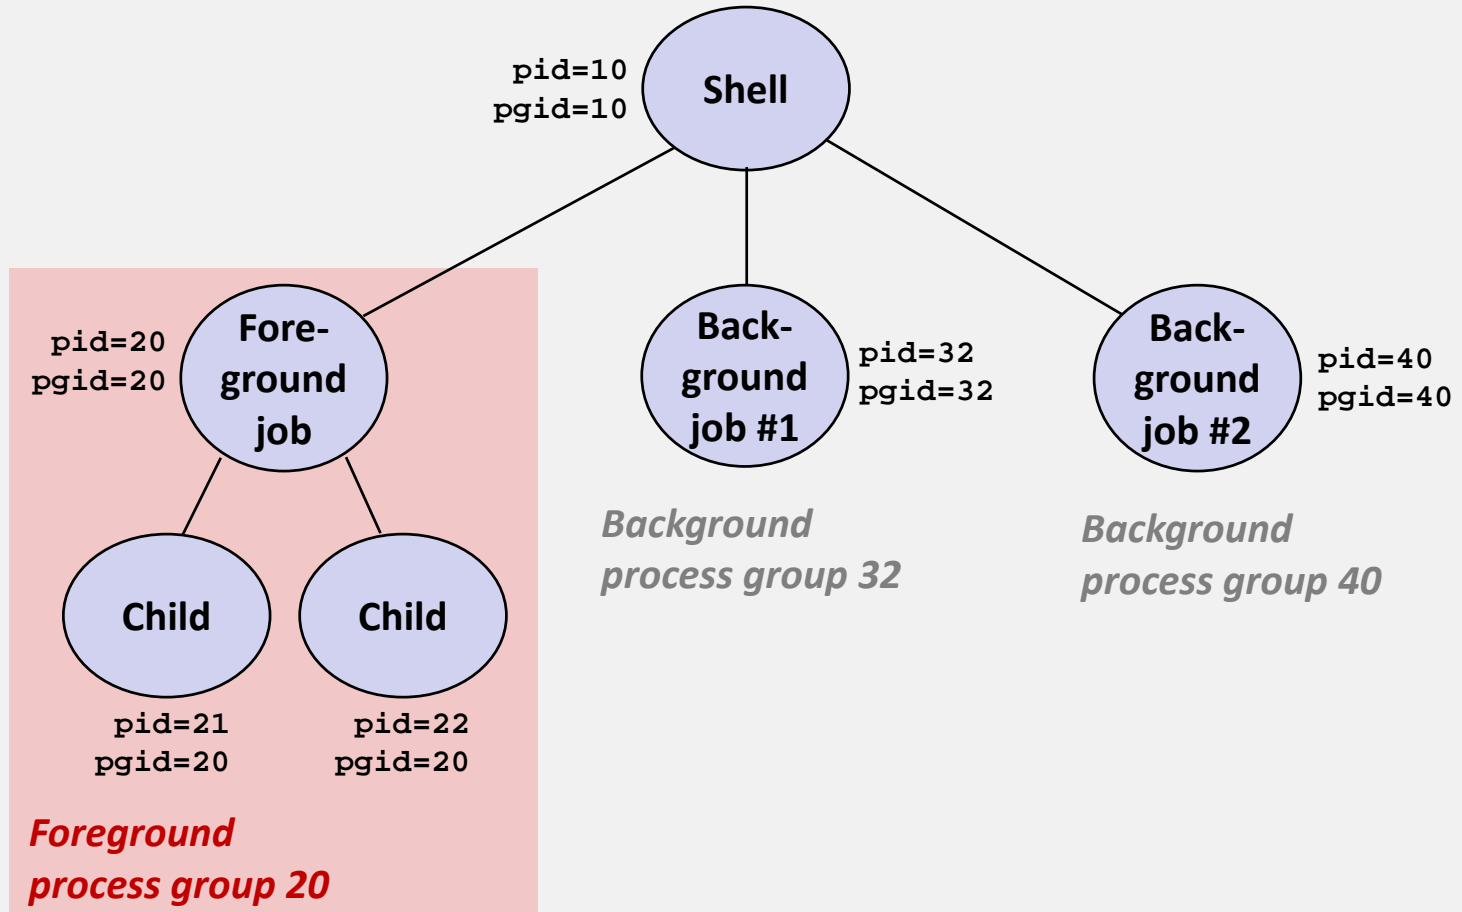 pid=10
pgid=10
Shell
pid=20
pgid=20
Fore-
ground
job
Back-
ground
job #1
pid=32
pgid=32
Back-
ground
job #2
pid=40
pgid=40
Background
process group 32
Background
process group 40
Child
Child
pid=21
pgid=20
pid=22
pgid=20
Foreground
process group 20